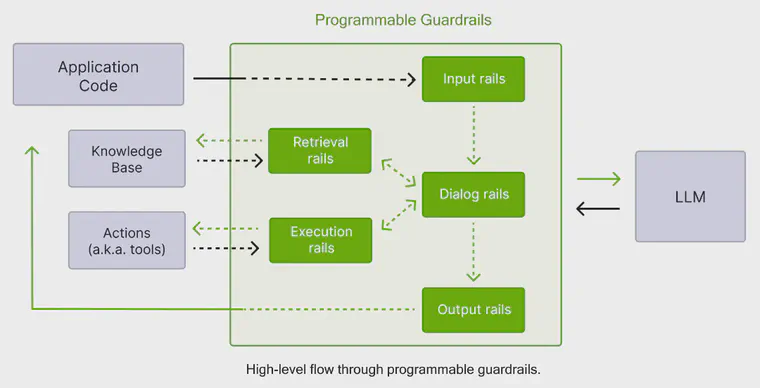 Programmable Guardrails
Application
Code
Input rails
Knowledge
Base
Retrieval
rails
Dialog rails
LLM
Actions
(a.k.a. tools)
Execution
rails
Output rails
High-level flow through programmable guardrails.